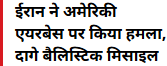 ईरान ने अमेरिकी
एयरबेस पर किया हमला,
दागे बैलिस्टिक मिसाइल